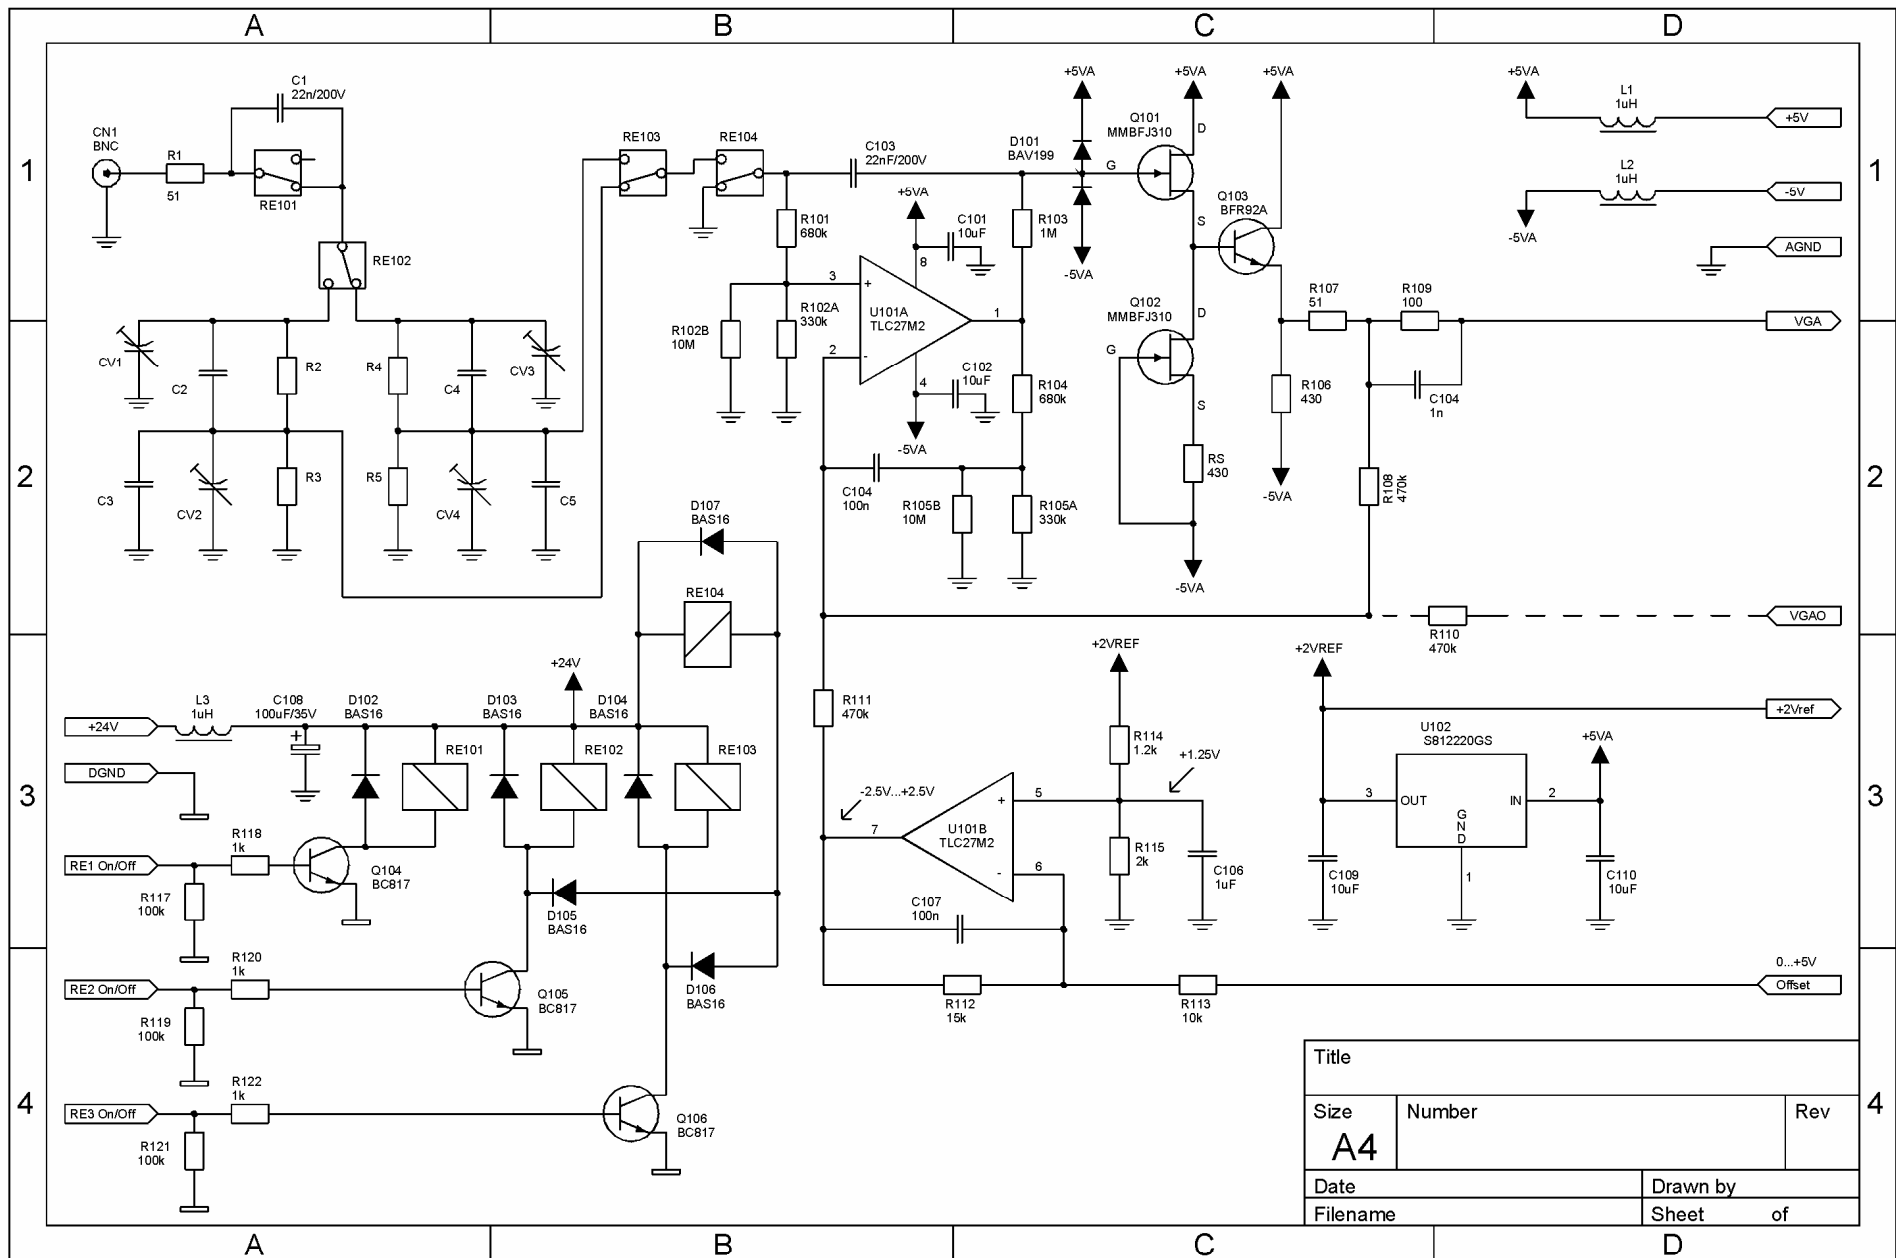 A
B
C
D
1
C1
22n/200V
CN1
BNC
R1
51
RE101
RE102
RE103
RE104
C103
22nF/200V
D101
BAV199
+5VA
-5VA
Q101
MMBFJ310
+5VA
D
G
S
Q103
BFR92A
+5VA
+5VA
L1
1uH
+5V
L2
1uH
-5V
-5VA
AGND
1
R101
680k
+5VA
C101
10uF
8
R103
1M
3
+
U101A
TLC27M2
1
2
-
4
R102A
330k
R102B
10M
C102
10uF
-5VA
R104
680k
Q102
MMBFJ310
D
G
S
R107
51
R109
100
VGA
R106
430
-5VA
C104
1n
RS
430
-5VA
R108
470k
2
CV1
C2
R2
R4
C4
CV3
C3
CV2
R3
R5
CV4
C5
C104
100n
R105B
10M
R105A
330k
2
D107
BAS16
RE104
R110
470k
VGAO
3
+24V
L3
1uH
C108
100uF/35V
+
D102
BAS16
D103
BAS16
+24V
D104
BAS16
RE101
RE102
RE103
DGND
R111
470k
-2.5V...+2.5V
7
U101B
TLC27M2
+
5
-
6
+2VREF
R114
1.2k
+1.25V
R115
2k
C106
1uF
+2VREF
+2Vref
U102
S812220GS
3
OUT
GND
IN
2
1
+5VA
C109
10uF
C110
10uF
3
RE1 On/Off
R118
1k
R117
100k
Q104
BC817
D105
BAS16
C107
100n
4
RE2 On/Off
R120
1k
R119
100k
Q105
BC817
D106
BAS16
R112
15k
R113
10k
0...+5V
Offset
RE3 On/Off
R122
1k
R121
100k
Q106
BC817
4
Title
Size
A4
Number
Rev
Date
Drawn by
Filename
Sheet of
A
B
C
D